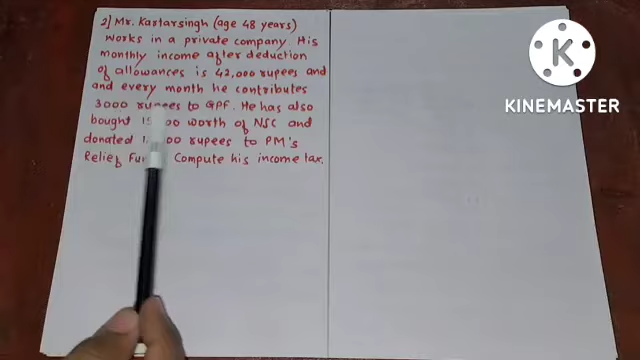 2] Mr. Kartarsingh (age 48 years)
works in a private company. His
monthly income after deduction
of allowances is 42,000 rupees and
and every month he contributes
3000 rupees to GPF. He has also
bought worth of NSC and
donated rupees to PM's
Relief Compute his income tax.
K
KINEMASTER